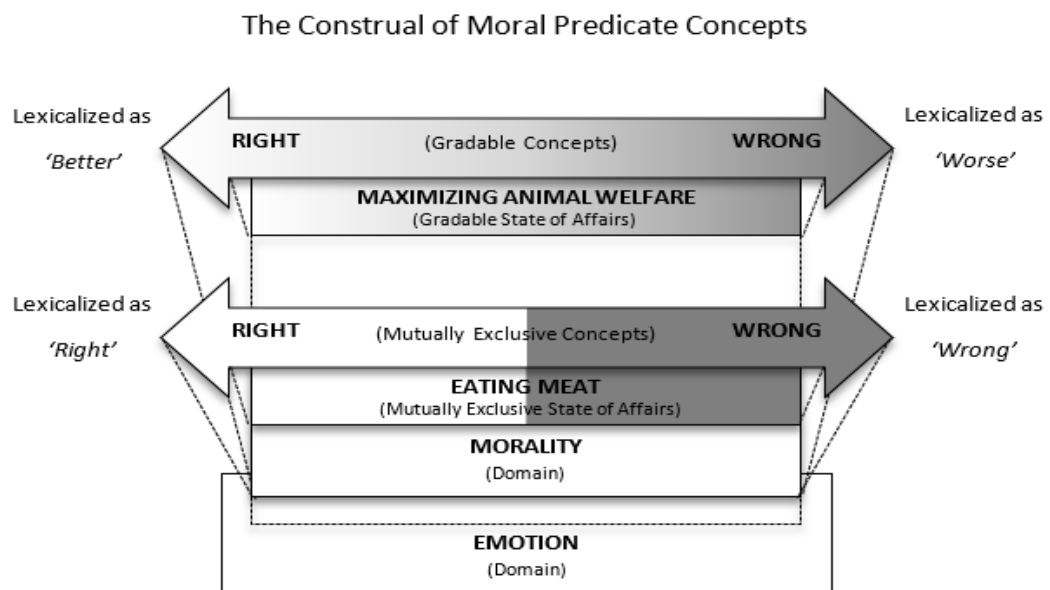 The Construal of Moral Predicate Concepts
Lexicalized as
'Better'
RIGHT (Gradable Concepts) WRONG
Lexicalized as
'Worse'
MAXIMIZING ANIMAL WELFARE
(Gradable State of Affairs)
Lexicalized as
'Right'
RIGHT (Mutually Exclusive Concepts) WRONG
Lexicalized as
'Wrong'
EATING MEAT
(Mutually Exclusive State of Affairs)
MORALITY
(Domain)
EMOTION
(Domain)